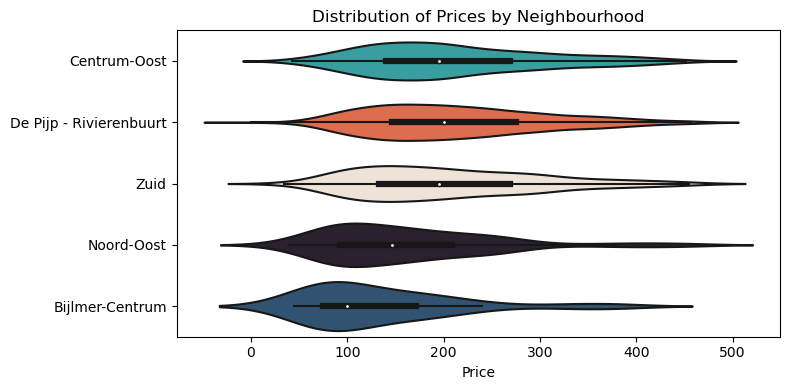 Distribution of Prices by Neighbourhood
Centrum-Oost
De Pijp - Rivierenbuurt
Zuid
Noord-Oost
Bijlmer-Centrum
0 100 200 300 400 500
Price